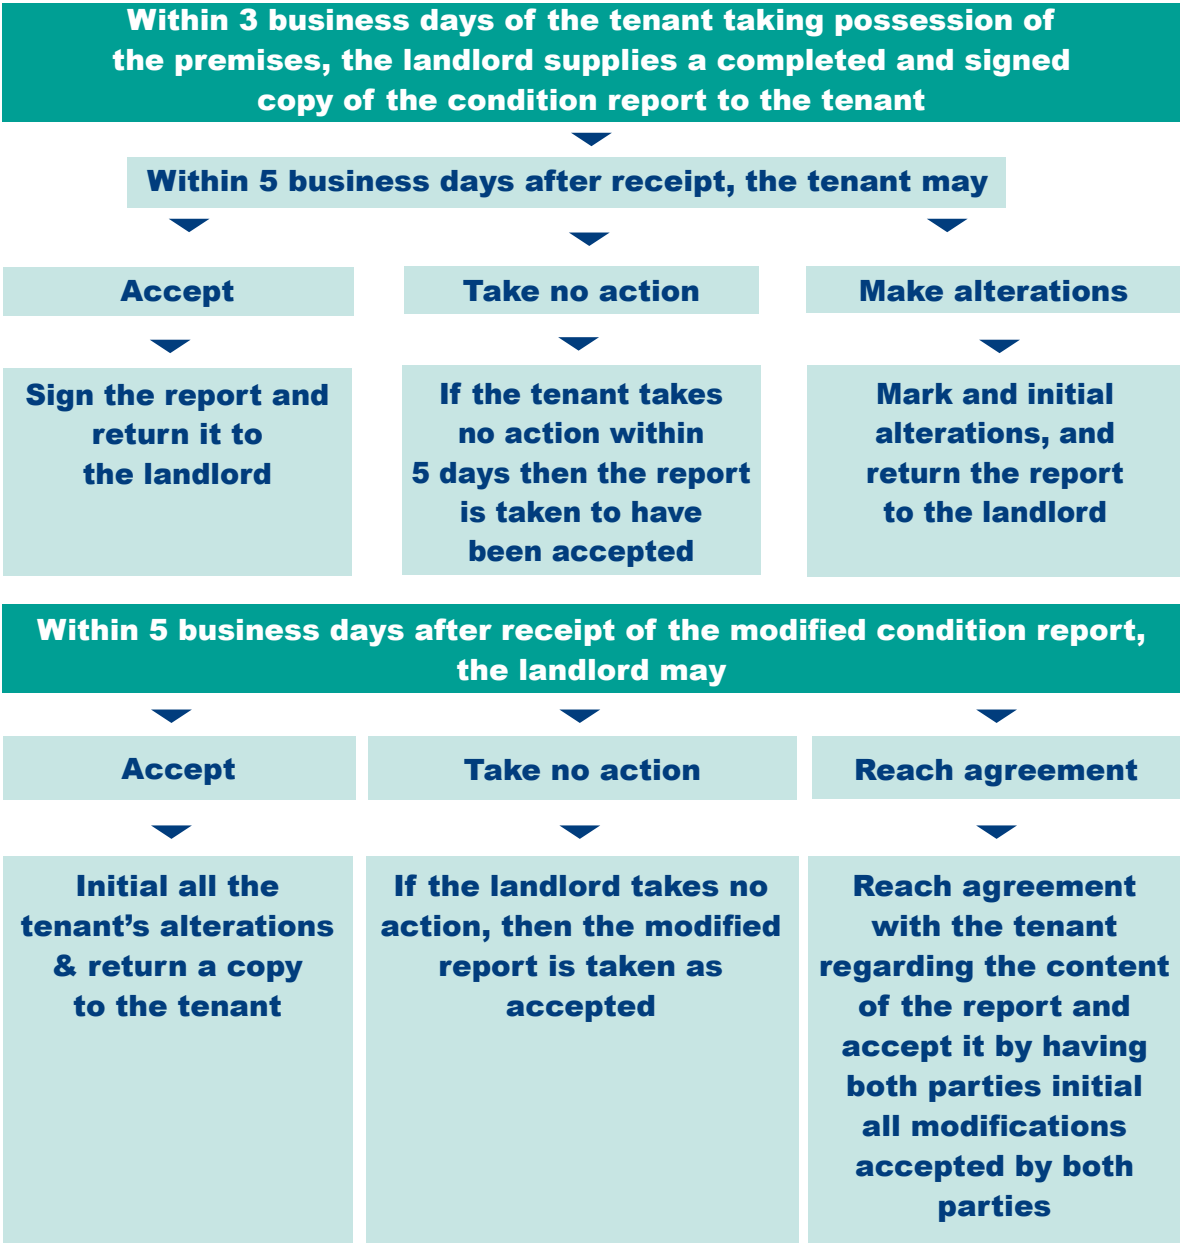 Within 3 business days of the tenant taking possession of
the premises, the landlord supplies a completed and signed
copy of the condition report to the tenant
Within 5 business days after receipt, the tenant may
Accept
Take no action
Make alterations
Sign the report and
return it to
the landlord
If the tenant takes
no action within
5 days then the report
is taken to have
been accepted
Mark and initial
alterations, and
return the report
to the landlord
Within 5 business days after receipt of the modified condition report,
the landlord may
Accept
Take no action
Reach agreement
Initial all the
tenant’s alterations
& return a copy
to the tenant
If the landlord takes no
action, then the modified
report is taken as
accepted
Reach agreement
with the tenant
regarding the content
of the report and
accept it by having
both parties initial
all modifications
accepted by both
parties